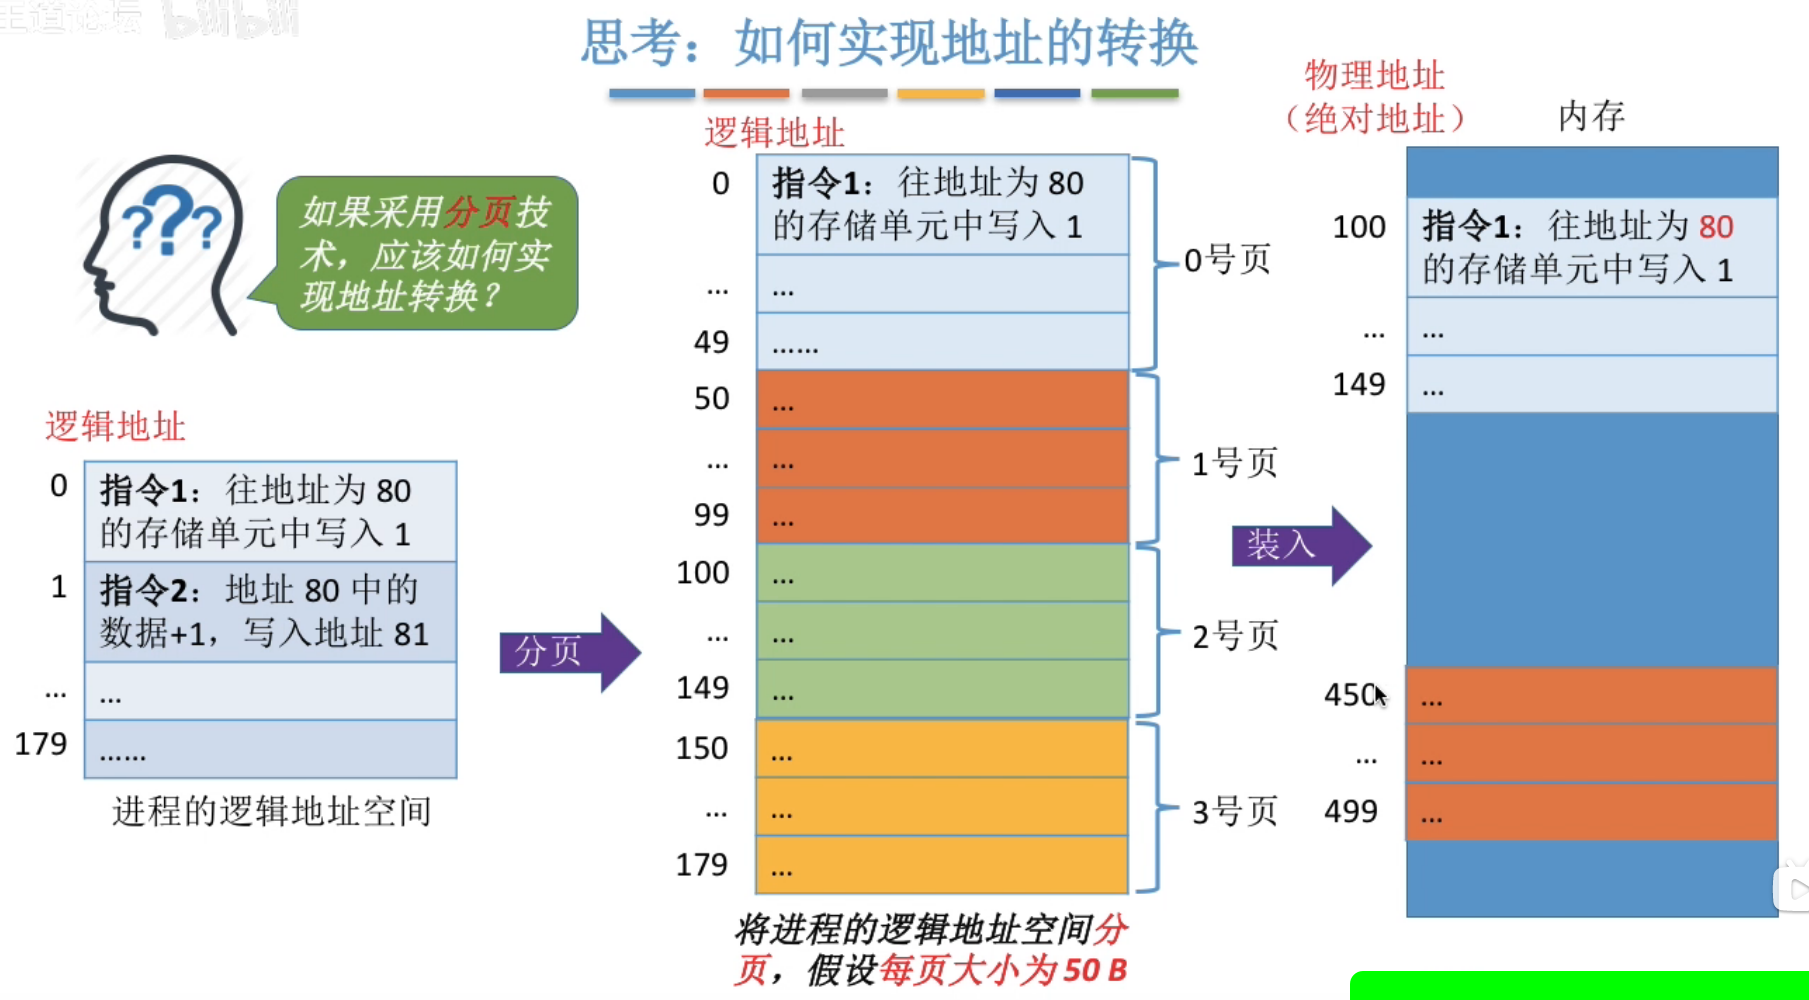 王道论坛 bilibili
思考：如何实现地址的转换
如果采用分页技
术，应该如何实
现地址转换？
???
逻辑地址
0
指令1：往地址为 80
的存储单元中写入 1
1
指令2：地址 80 中的
数据+1，写入地址 81
...
...
179
......
进程的逻辑地址空间
分页
逻辑地址
0
指令1：往地址为 80
的存储单元中写入 1
...
...
49
......
0号页
50
...
...
...
99
...
1号页
100
...
...
...
149
...
2号页
150
...
...
...
179
...
3号页
将进程的逻辑地址空间分
页，假设每页大小为 50 B
装入
物理地址
（绝对地址）
内存
100
指令1：往地址为 80
的存储单元中写入 1
...
...
149
...
450
...
...
...
499
...